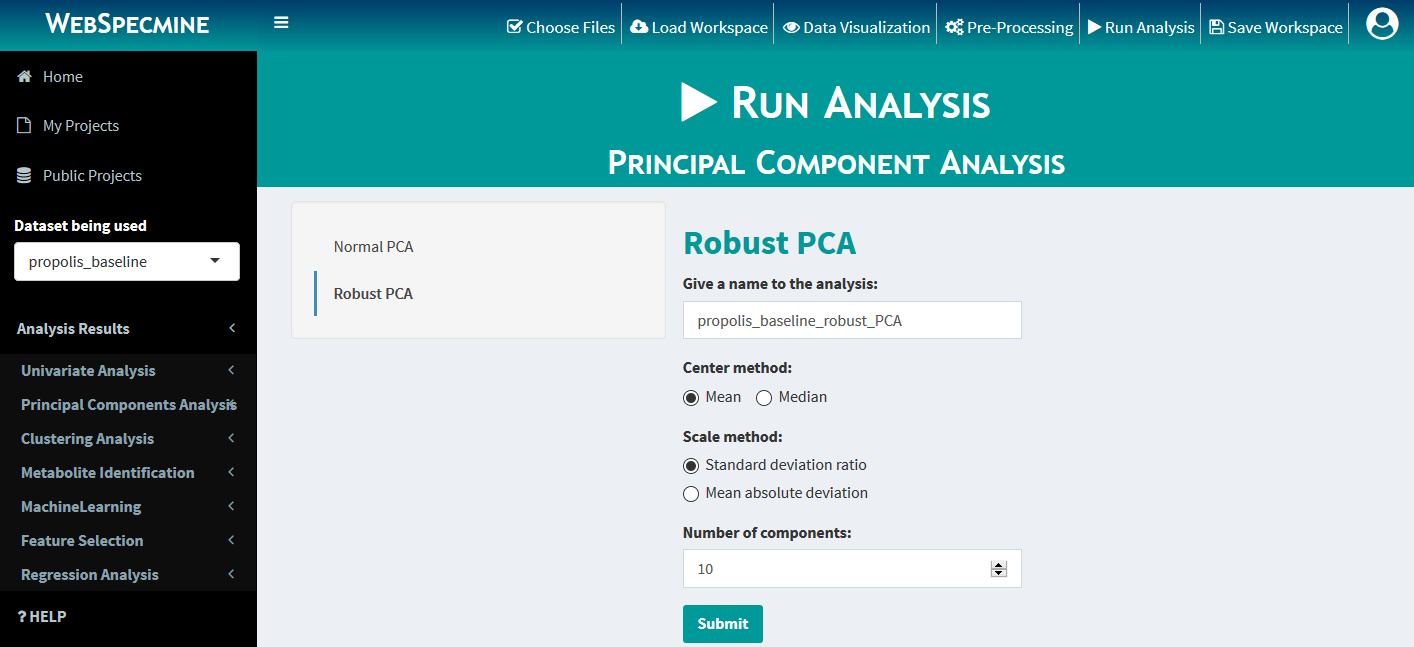 WEBSPECMINE
Choose Files
Load Workspace
Data Visualization
Pre-Processing
Run Analysis
Save Workspace
Home
My Projects
Public Projects
Dataset being used
propolis_baseline
Analysis Results
Univariate Analysis
Principal Components Analysis
Clustering Analysis
Metabolite Identification
MachineLearning
Feature Selection
Regression Analysis
? HELP
RUN ANALYSIS
PRINCIPAL COMPONENT ANALYSIS
Normal PCA
Robust PCA
Robust PCA
Give a name to the analysis:
propolis_baseline_robust_PCA
Center method:
Mean Median
Scale method:
Standard deviation ratio
Mean absolute deviation
Number of components:
10
Submit